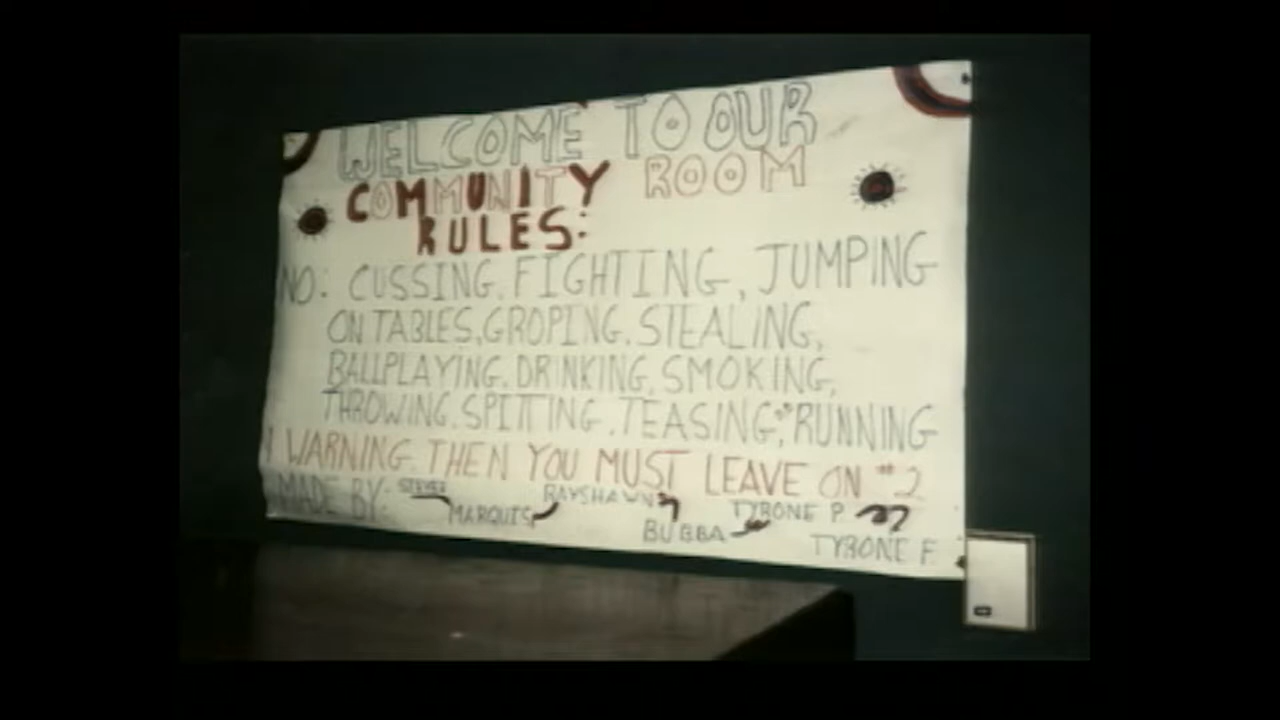 WELCOME TO OUR
COMMUNITY ROOM
RULES:
NO: CUSSING, FIGHTING, JUMPING
ON TABLES, GROPING, STEALING,
BALLPLAYING, DRINKING, SMOKING,
THROWING, SPITTING, TEASING, RUNNING
1 WARNING THEN YOU MUST LEAVE ON #2
MADE BY:
MARQUIS
RAYSHAWN
BUBBA
TYRONE P.
TYRONE F.